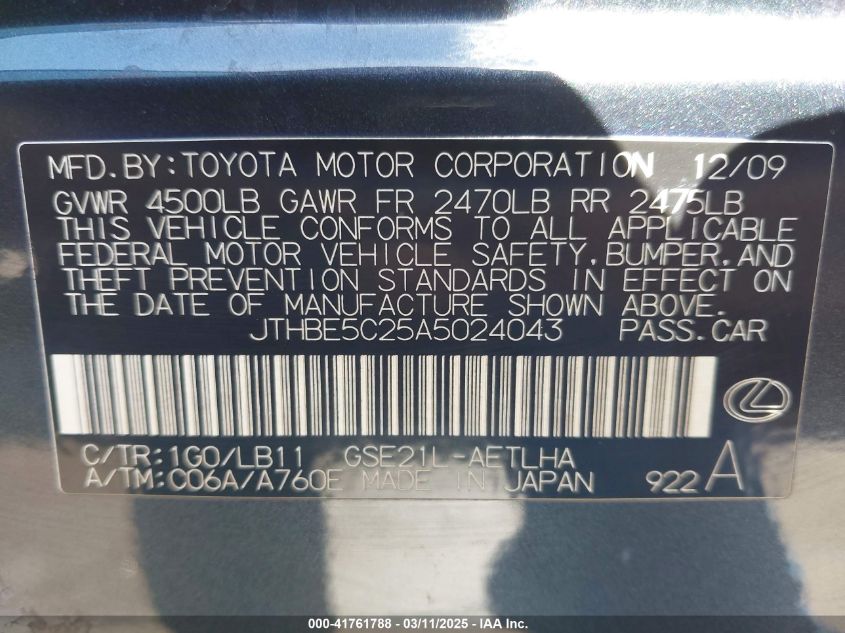 MFD.BY:TOYOTA MOTOR CORPORATION 12/09
GVWR 4500LB GAWR FR 2470LB RR 2475LB
THIS VEHICLE CONFORMS TO ALL APPLICABLE
FEDERAL MOTOR VEHICLE SAFETY,BUMPER,AND
THEFT PREVENTION STANDARDS IN EFFECT ON
THE DATE OF MANUFACTURE SHOWN ABOVE.
JTHBE5C25A5024043 PASS.CAR
C/TR:1G0/LB11 GSE21L-AETLHA
A/TM:C06A/A760E MADE IN JAPAN 922A
000-41761788 - 03/11/2025 - IAA Inc.